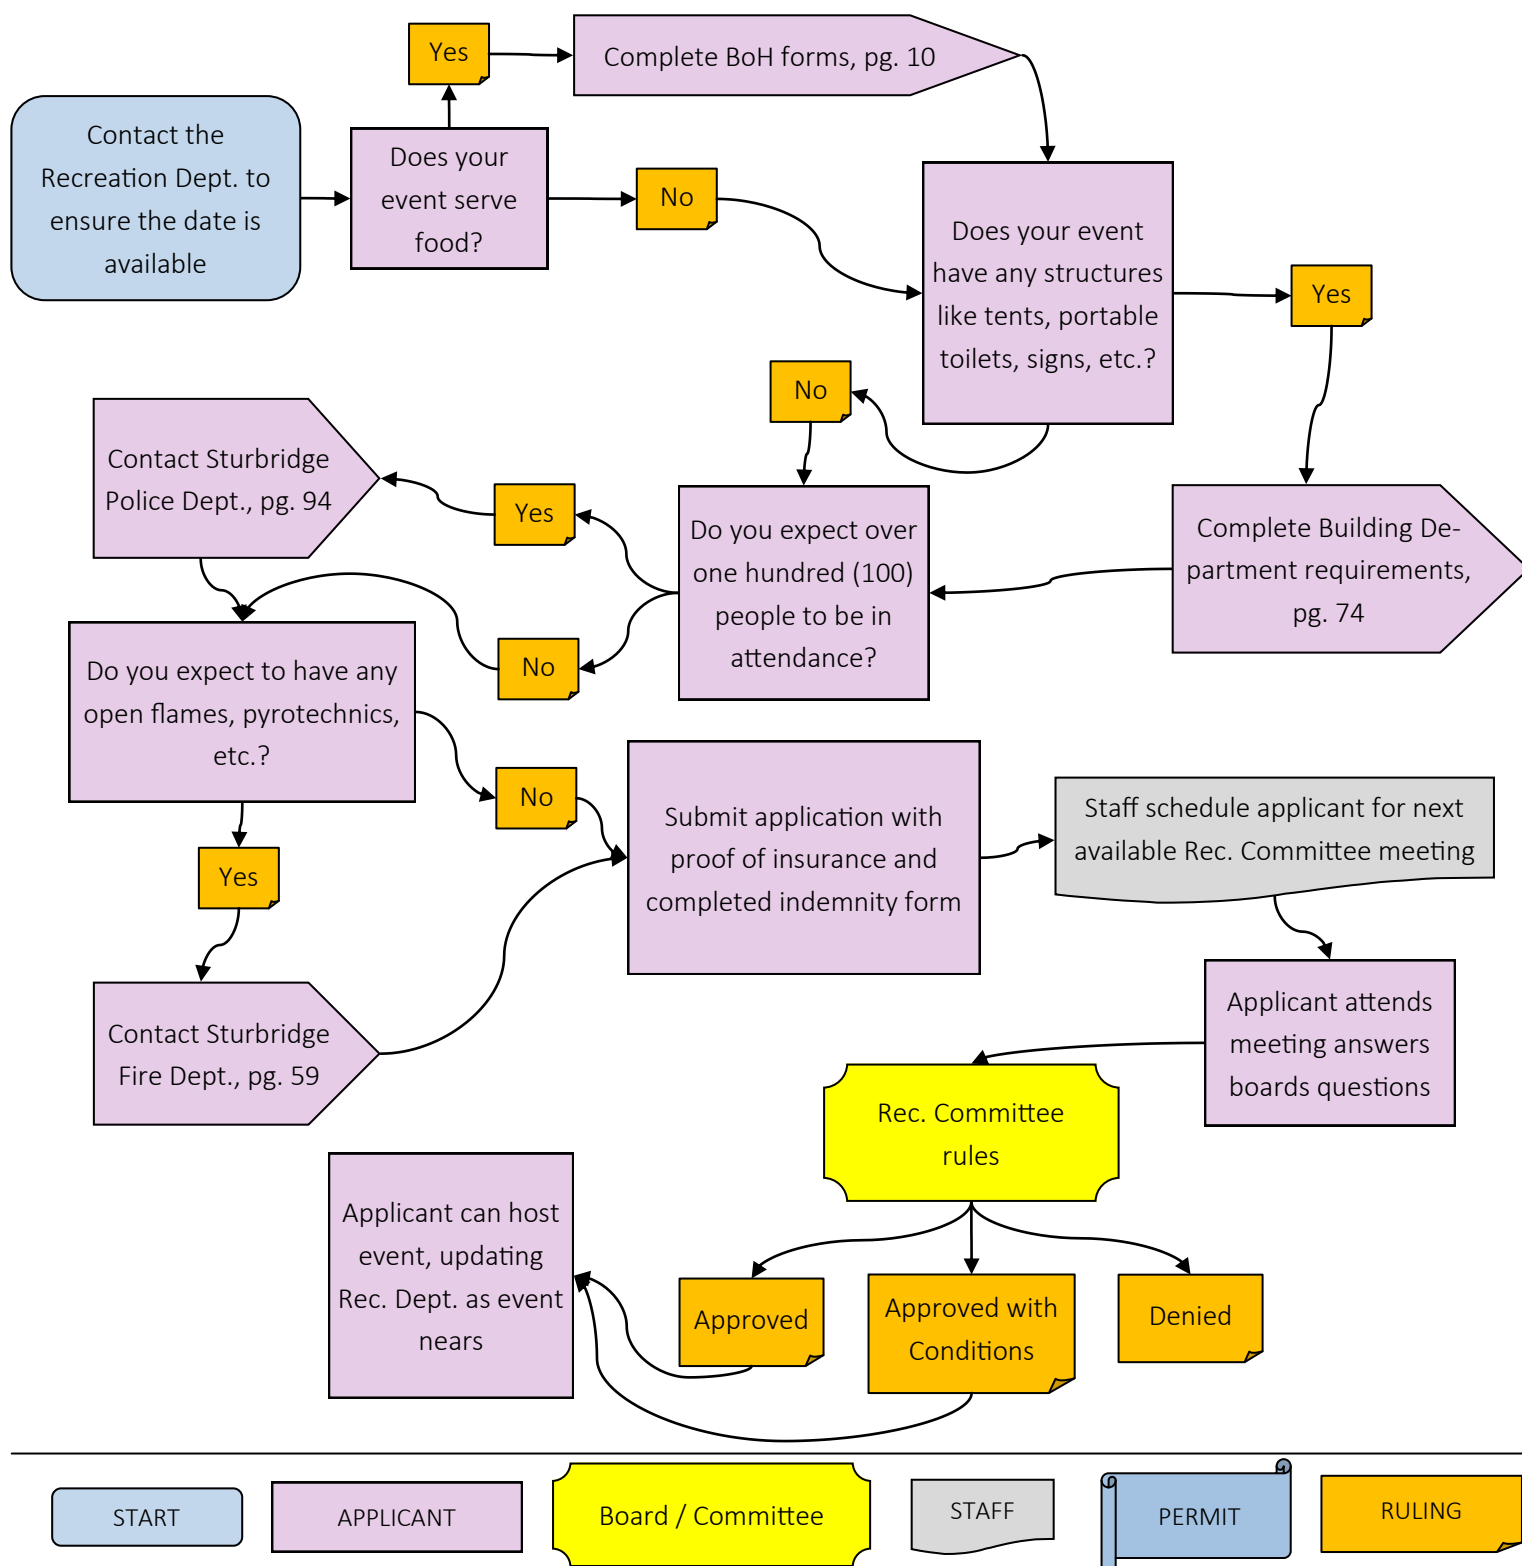 Yes
Complete BoH forms, pg. 10
Contact the
Recreation Dept. to
ensure the date is
available
Does your
event serve
food?
No
Does your event
have any structures
like tents, portable
toilets, signs, etc.?
Yes
No
Contact Sturbridge
Police Dept., pg. 94
Yes
Do you expect over
one hundred (100)
people to be in
attendance?
Complete Building De-
partment requirements,
pg. 74
No
Do you expect to have any
open flames, pyrotechnics,
etc.?
No
Yes
Submit application with
proof of insurance and
completed indemnity form
Staff schedule applicant for next
available Rec. Committee meeting
Contact Sturbridge
Fire Dept., pg. 59
Applicant attends
meeting answers
boards questions
Rec. Committee
rules
Applicant can host
event, updating
Rec. Dept. as event
nears
Approved
Approved with
Conditions
Denied
START
APPLICANT
Board / Committee
STAFF
PERMIT
RULING